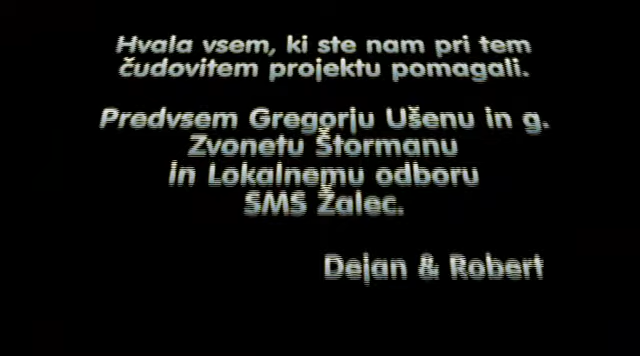 Hvala vsem, ki ste nam pri tem
čudovitem projektu pomagali.
Predvsem Gregorju Ušenu in g.
Zvonetu Štormanu
in Lokalnemu odboru
SMS Žalec.
Dejan & Robert